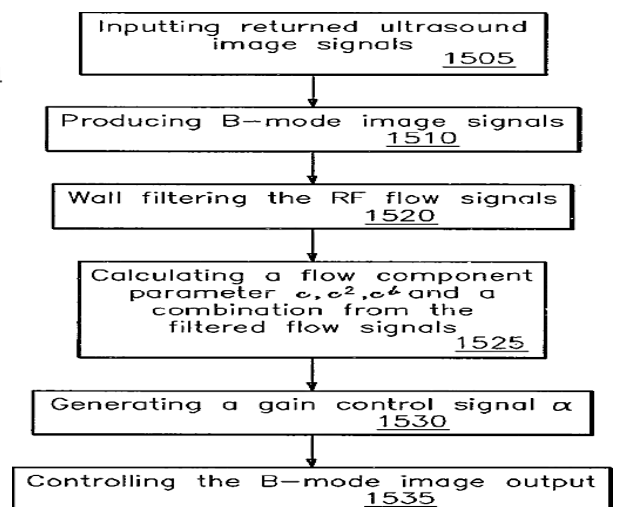 Inputting returned ultrasound
image signals
1505
Producing B-mode image signals
1510
Wall filtering the RF flow signals
1520
Calculating a flow component
parameter c, c², cᵇ and a
combination from the
filtered flow signals
1525
Generating a gain control signal α
1530
Controlling the B-mode image output
1535